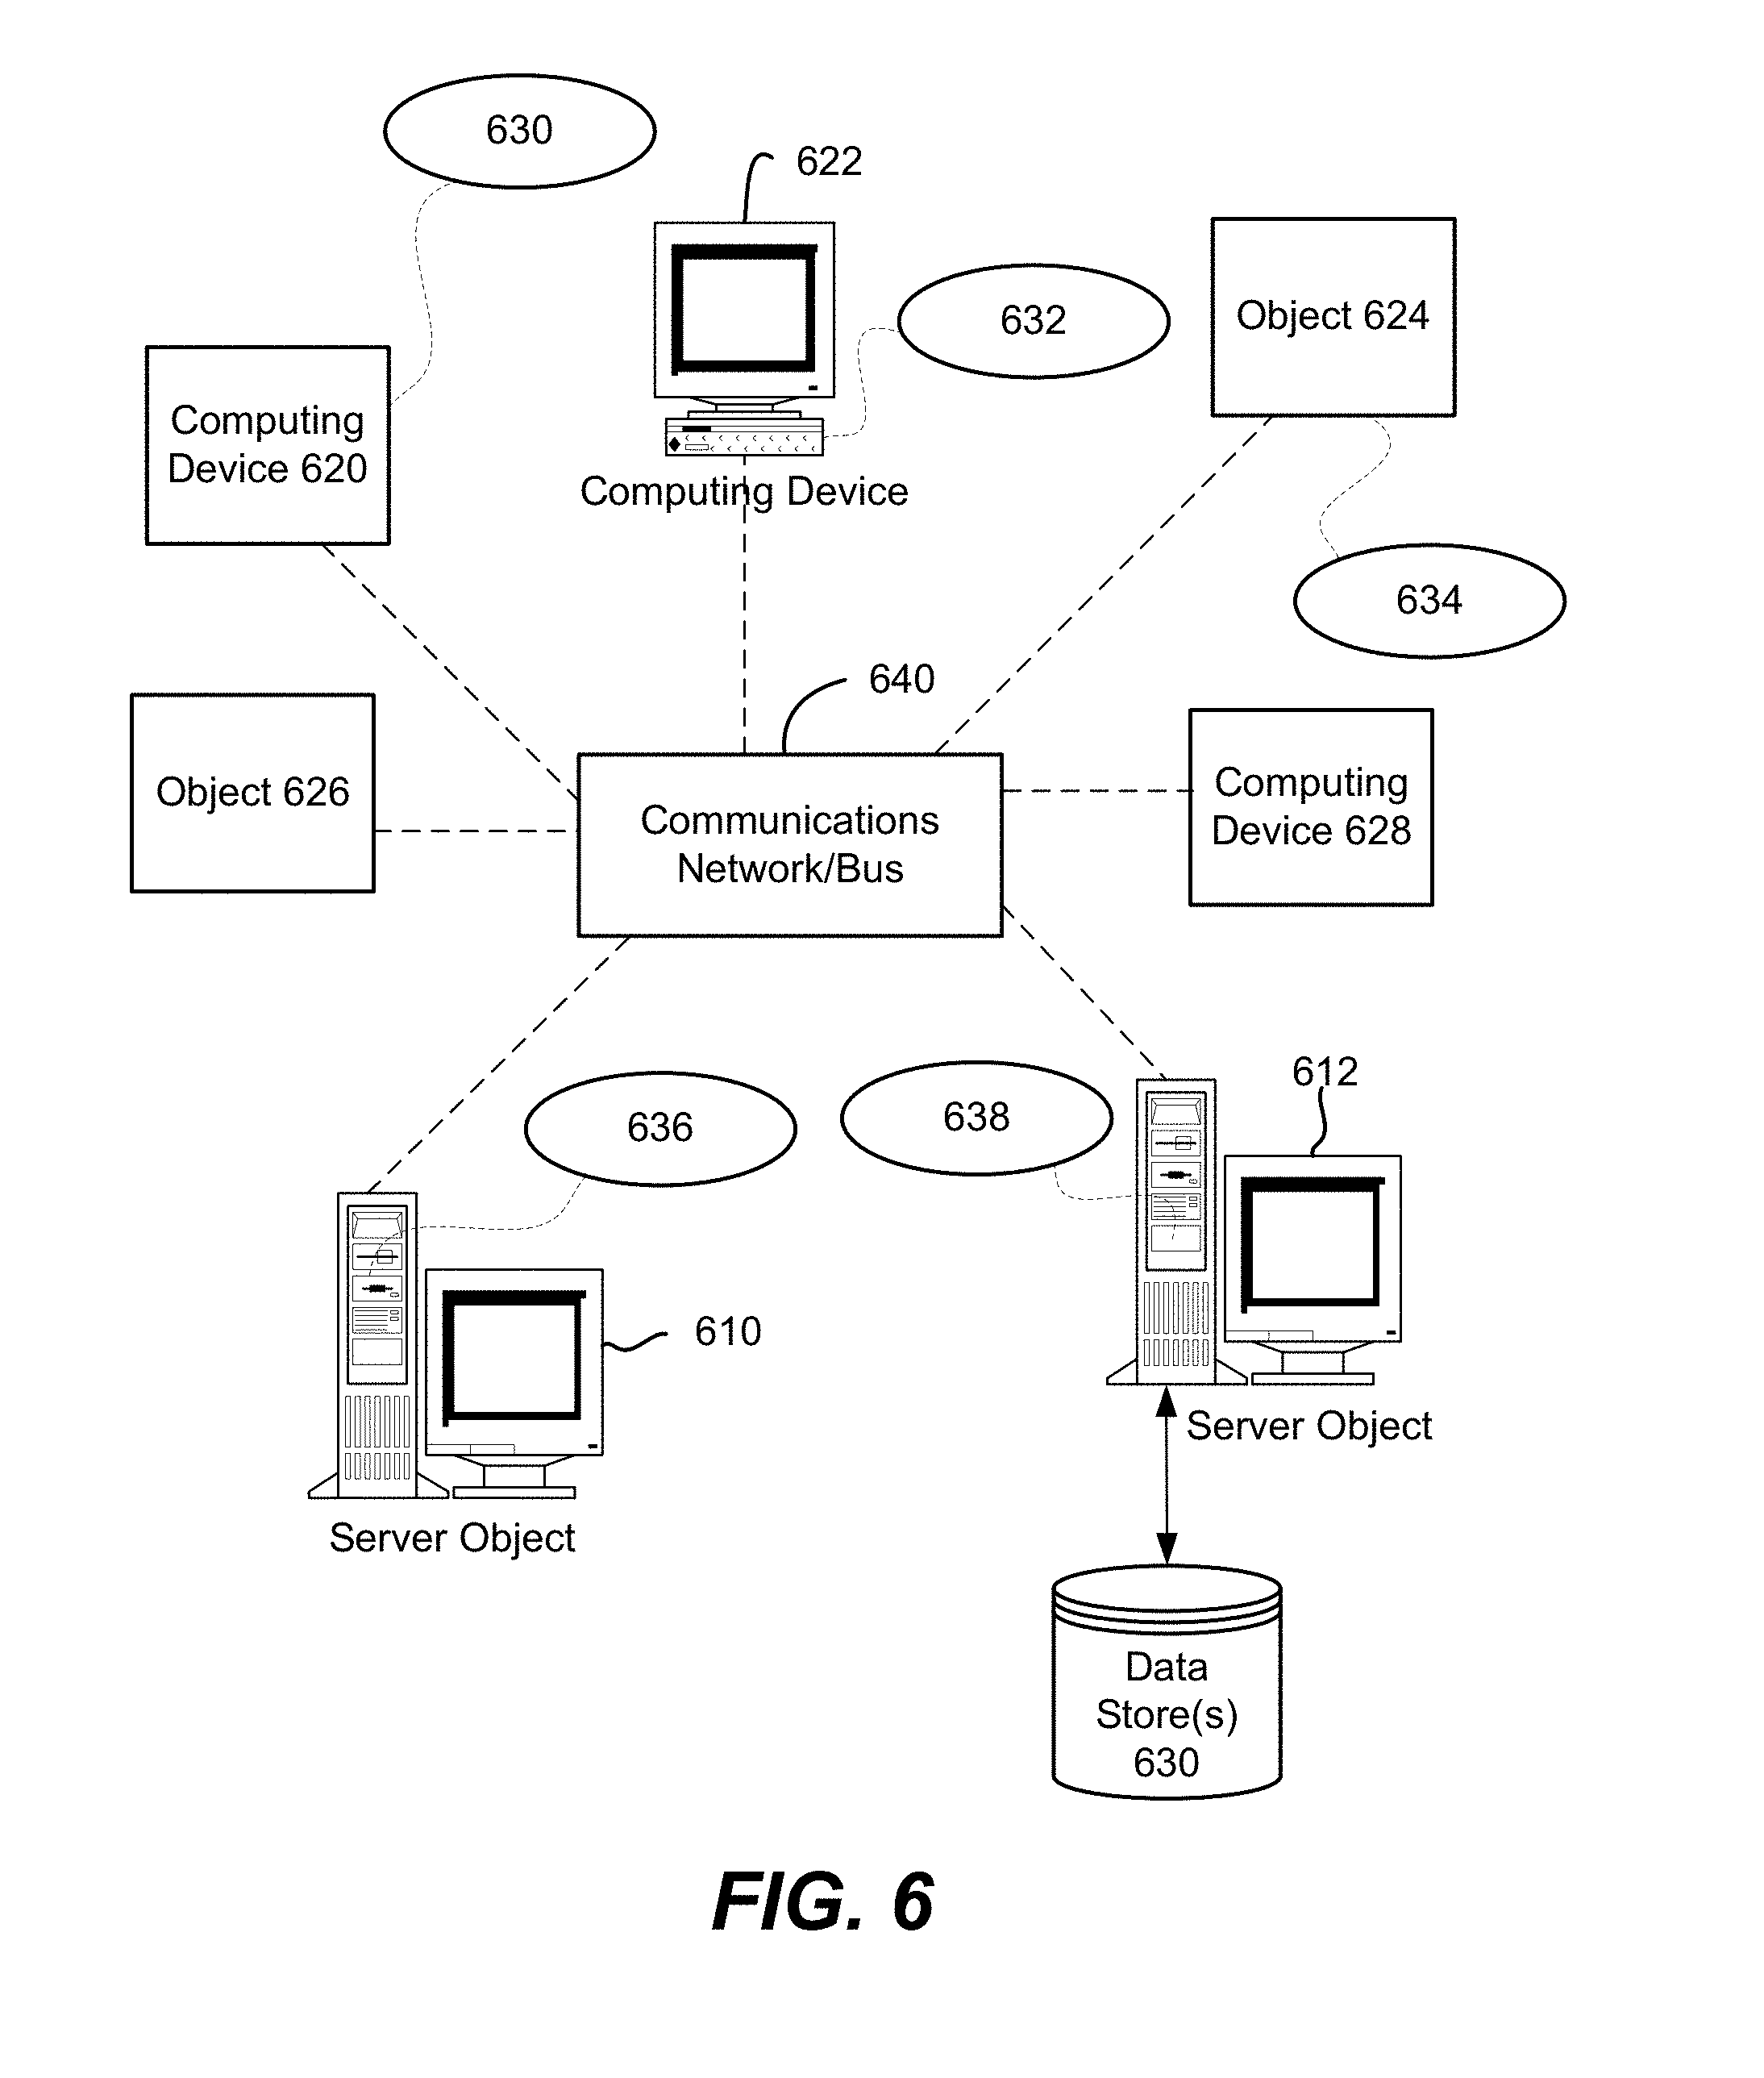 630
622
632
Object 624
Computing
Device 620
Computing Device
634
640
Object 626
Communications
Network/Bus
Computing
Device 628
636
638
612
610
Server Object
Server Object
Data
Store(s)
630
FIG. 6